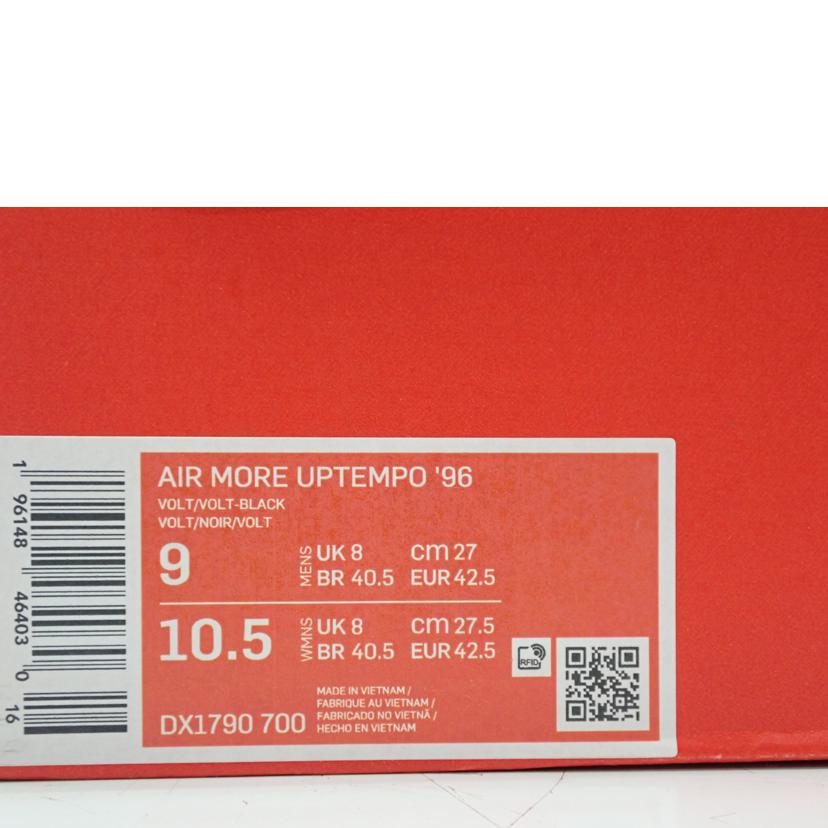 AIR MORE UPTEMPO '96
VOLT/VOLT-BLACK
VOLT/NOIR/VOLT
9 MENS UK 8 cm 27
BR 40.5 EUR 42.5
10.5 WMNS UK 8 cm 27.5
BR 40.5 EUR 42.5
RFID
MADE IN VIETNAM /
FABRIQUE AU VIETNAM /
FABRICADO NO VIETNÃ /
HECHO EN VIETNAM
DX1790 700
1 96148 46403 0 16